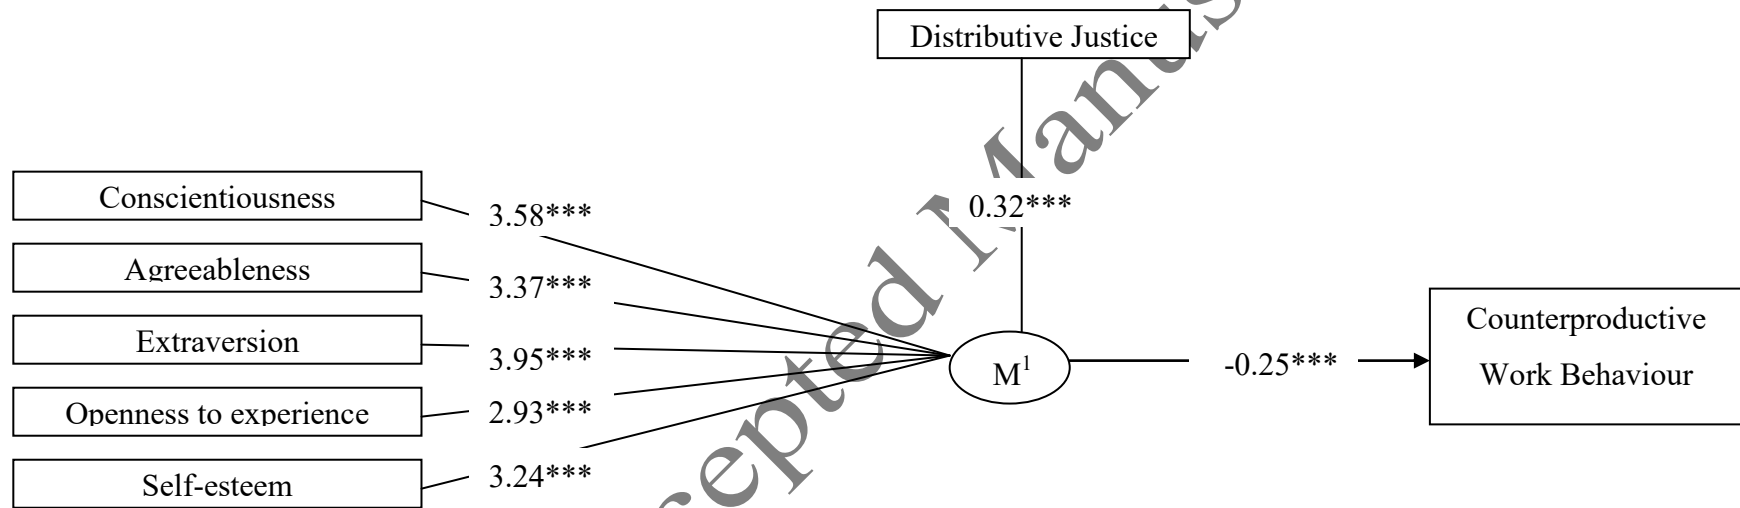 Distributive Justice
0.32***
Conscientiousness
3.58***
Agreeableness
3.37***
Extraversion
3.95***
Openness to experience
2.93***
Self-esteem
3.24***
M¹
-0.25***
Counterproductive
Work Behaviour